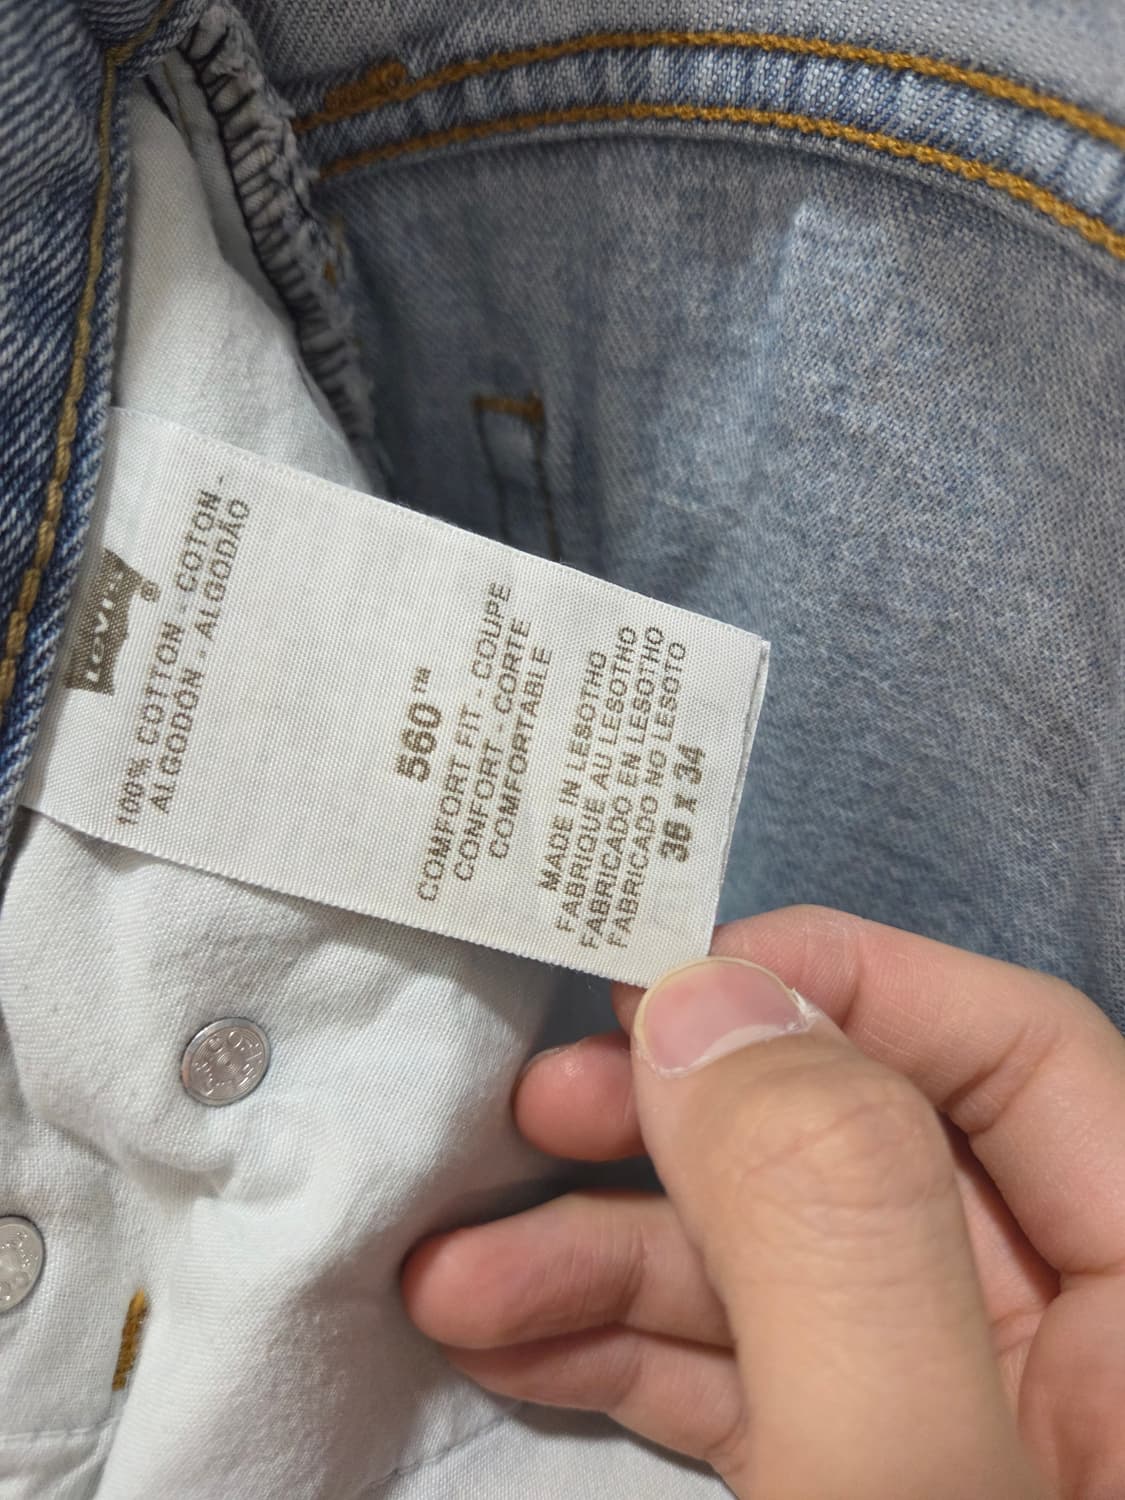 Levi's®
100% COTTON - COTON -
ALGODÓN - ALGODÃO
560™
COMFORT FIT - COUPE
CONFORT - CORTE
COMFORTABLE
MADE IN LESOTHO
FABRIQUE AU LESOTHO
FABRICADO EN LESOTHO
FABRICADO NO LESOTO
36 x 34